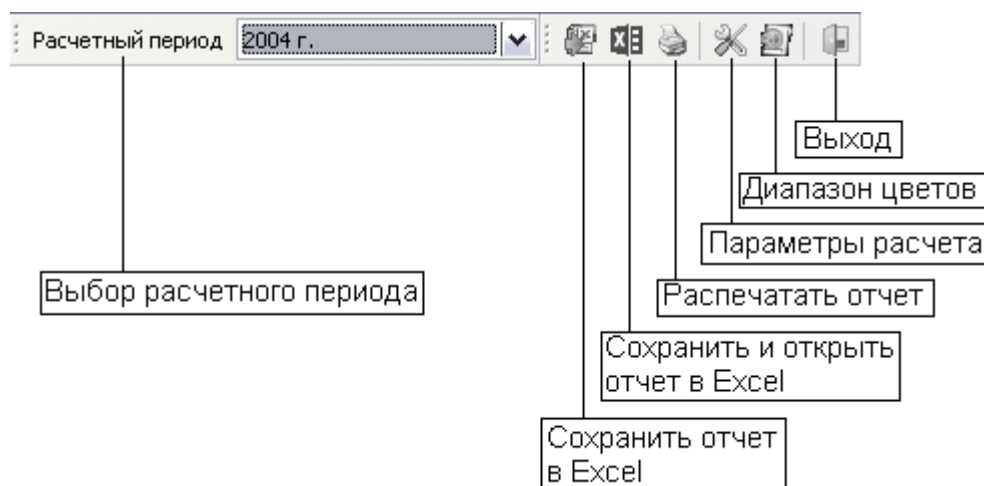 Расчетный период 2004 г.
Выход
Диапазон цветов
Параметры расчета
Выбор расчетного периода
Распечатать отчет
Сохранить и открыть
отчет в Excel
Сохранить отчет
в Excel